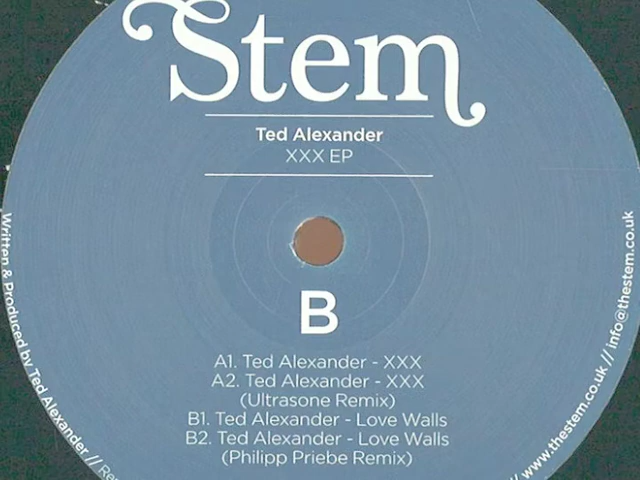 Stem
Ted Alexander
XXX EP
B
A1. Ted Alexander - XXX
A2. Ted Alexander - XXX
(Ultrasone Remix)
B1. Ted Alexander - Love Walls
B2. Ted Alexander - Love Walls
(Philipp Priebe Remix)
Written & Produced by Ted Alexander //
// www.thestem.co.uk // info@thestem.co.uk